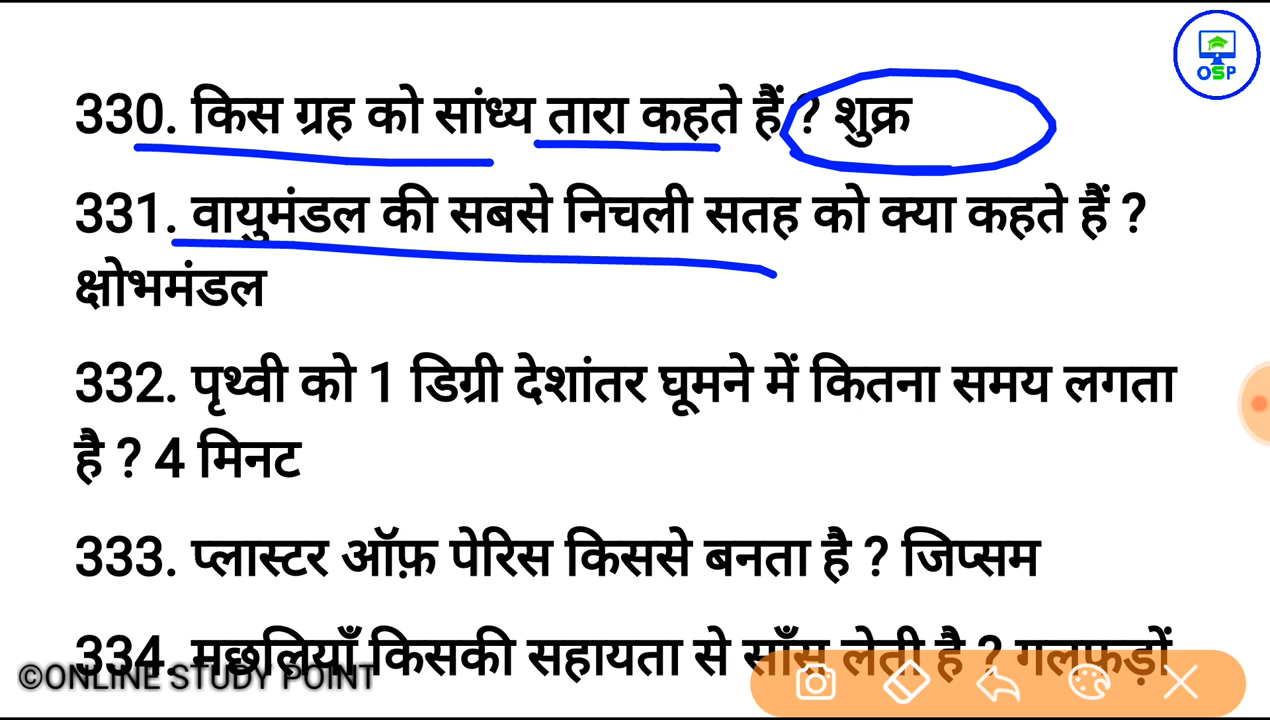 OSP
330. किस ग्रह को सांध्य तारा कहते हैं ? शुक्र
331. वायुमंडल की सबसे निचली सतह को क्या कहते हैं ?
क्षोभमंडल
332. पृथ्वी को 1 डिग्री देशांतर घूमने में कितना समय लगता
है ? 4 मिनट
333. प्लास्टर ऑफ़ पेरिस किससे बनता है ? जिप्सम
334. मछलियाँ किसकी सहायता से साँस लेती है ? गलफड़ों
©ONLINE STUDY POINT